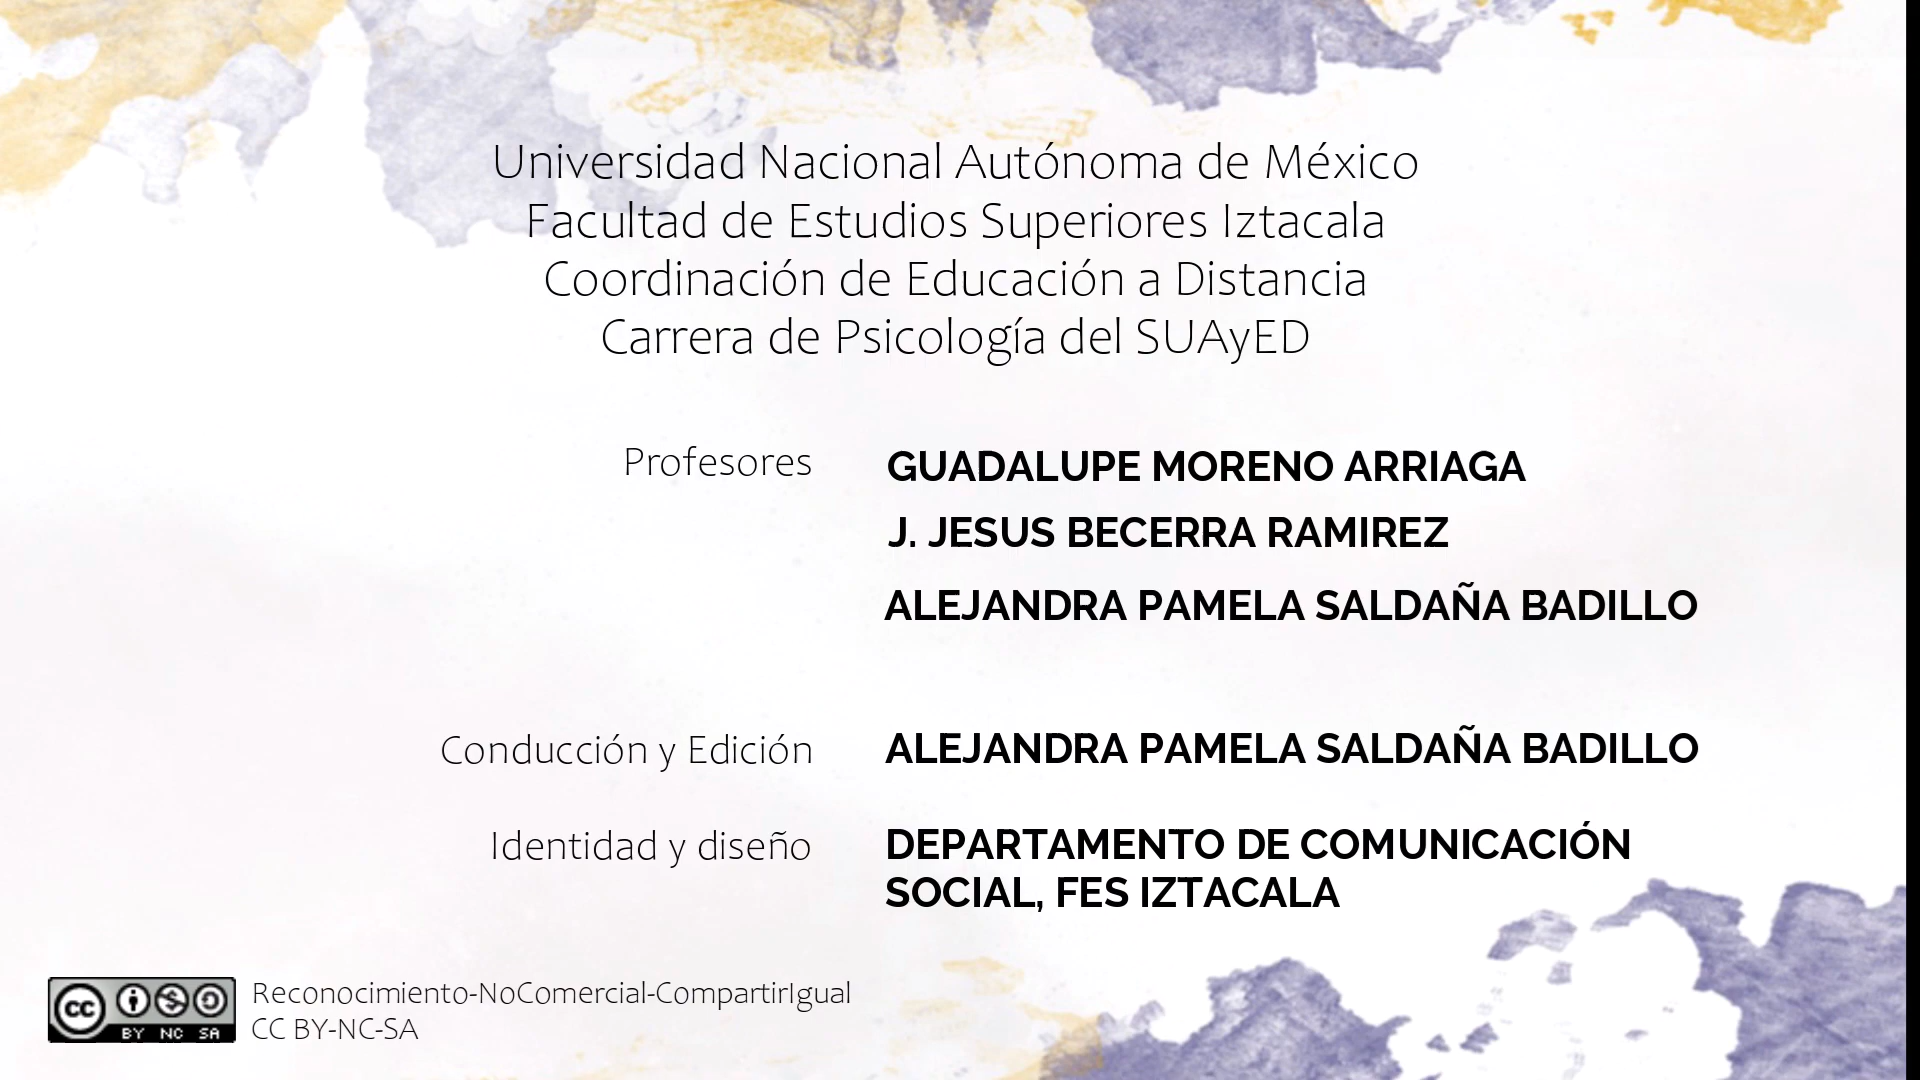 Universidad Nacional Autónoma de México
Facultad de Estudios Superiores Iztacala
Coordinación de Educación a Distancia
Carrera de Psicología del SUAyED
Profesores GUADALUPE MORENO ARRIAGA
J. JESUS BECERRA RAMIREZ
ALEJANDRA PAMELA SALDAÑA BADILLO
Conducción y Edición ALEJANDRA PAMELA SALDAÑA BADILLO
Identidad y diseño DEPARTAMENTO DE COMUNICACIÓN
SOCIAL, FES IZTACALA
cc BY NC SA
Reconocimiento-NoComercial-CompartirIgual
CC BY-NC-SA